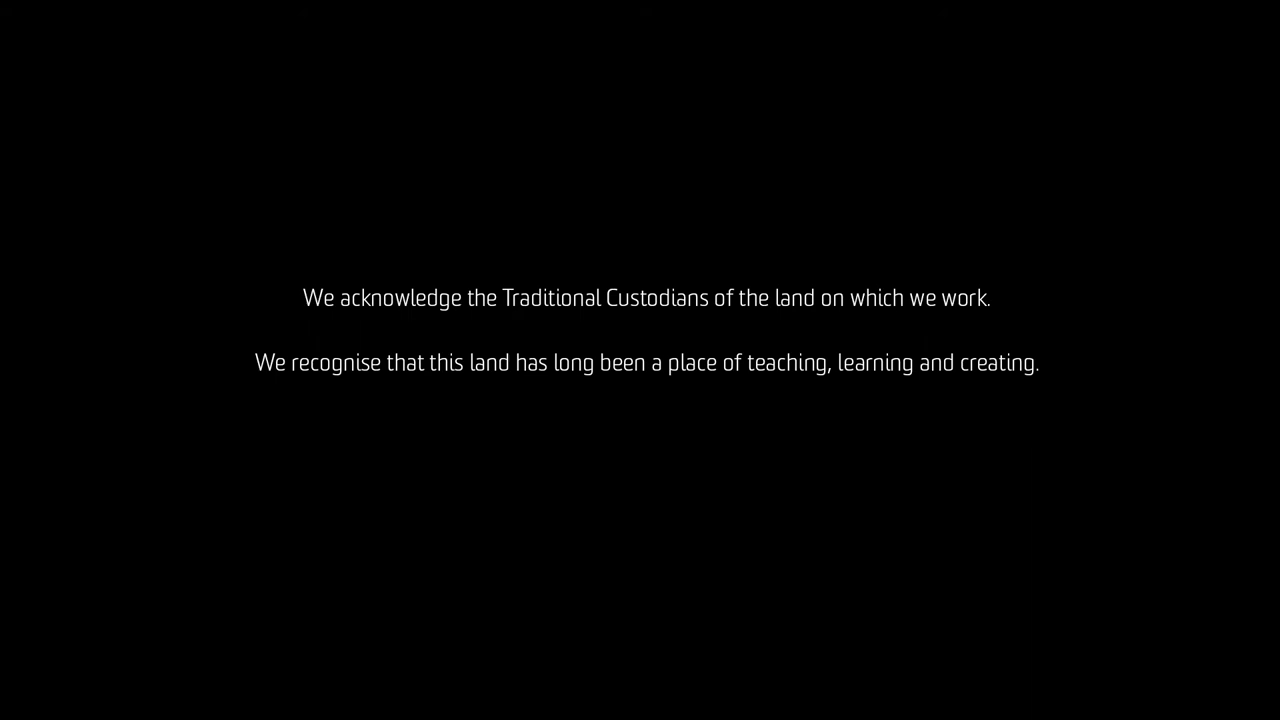 We acknowledge the Traditional Custodians of the land on which we work.
We recognise that this land has long been a place of teaching, learning and creating.